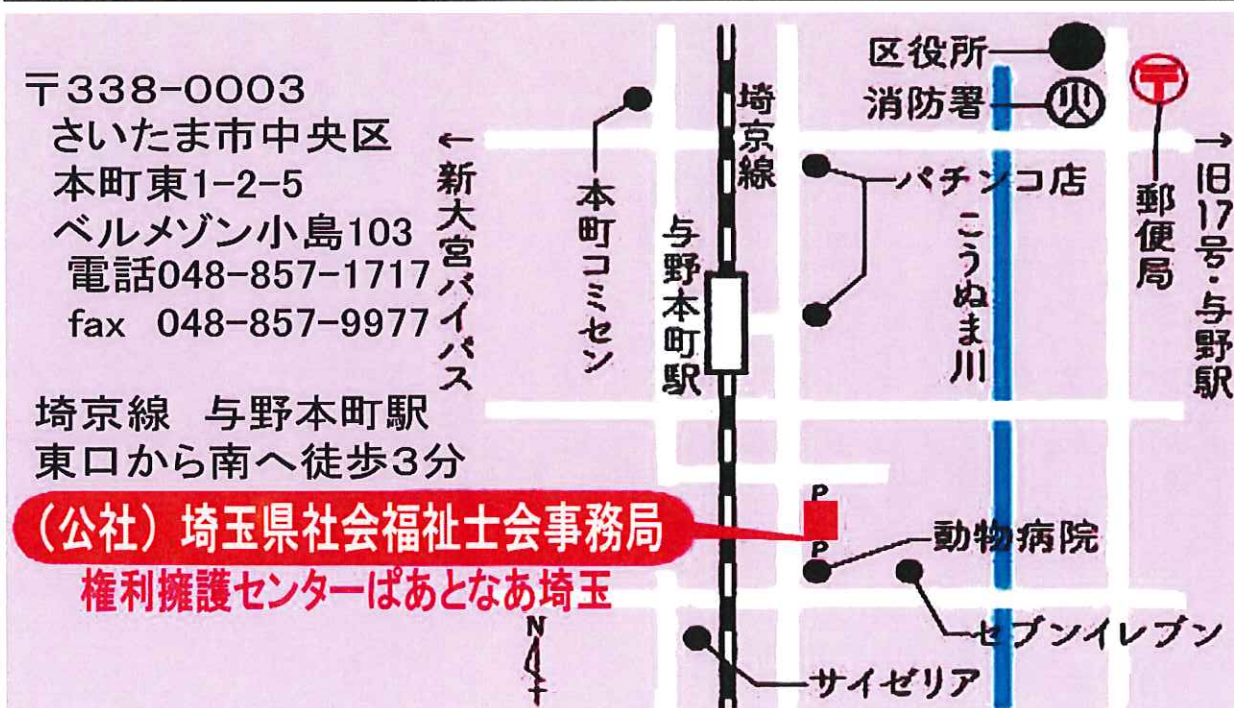 〒338-0003
さいたま市中央区
本町東1-2-5
ベルメゾン小島103
電話048-857-1717
fax 048-857-9977
埼京線 与野本町駅
東口から南へ徒歩3分
(公社)埼玉県社会福祉士会事務局
権利擁護センターぱあとなあ埼玉
←新大宮バイパス
本町コミセン
与野本町駅
埼京線
区役所
消防署
パチンコ店
こうぬま川
〒
郵便局
→旧17号・与野駅
P
P
動物病院
セブンイレブン
サイゼリア
N